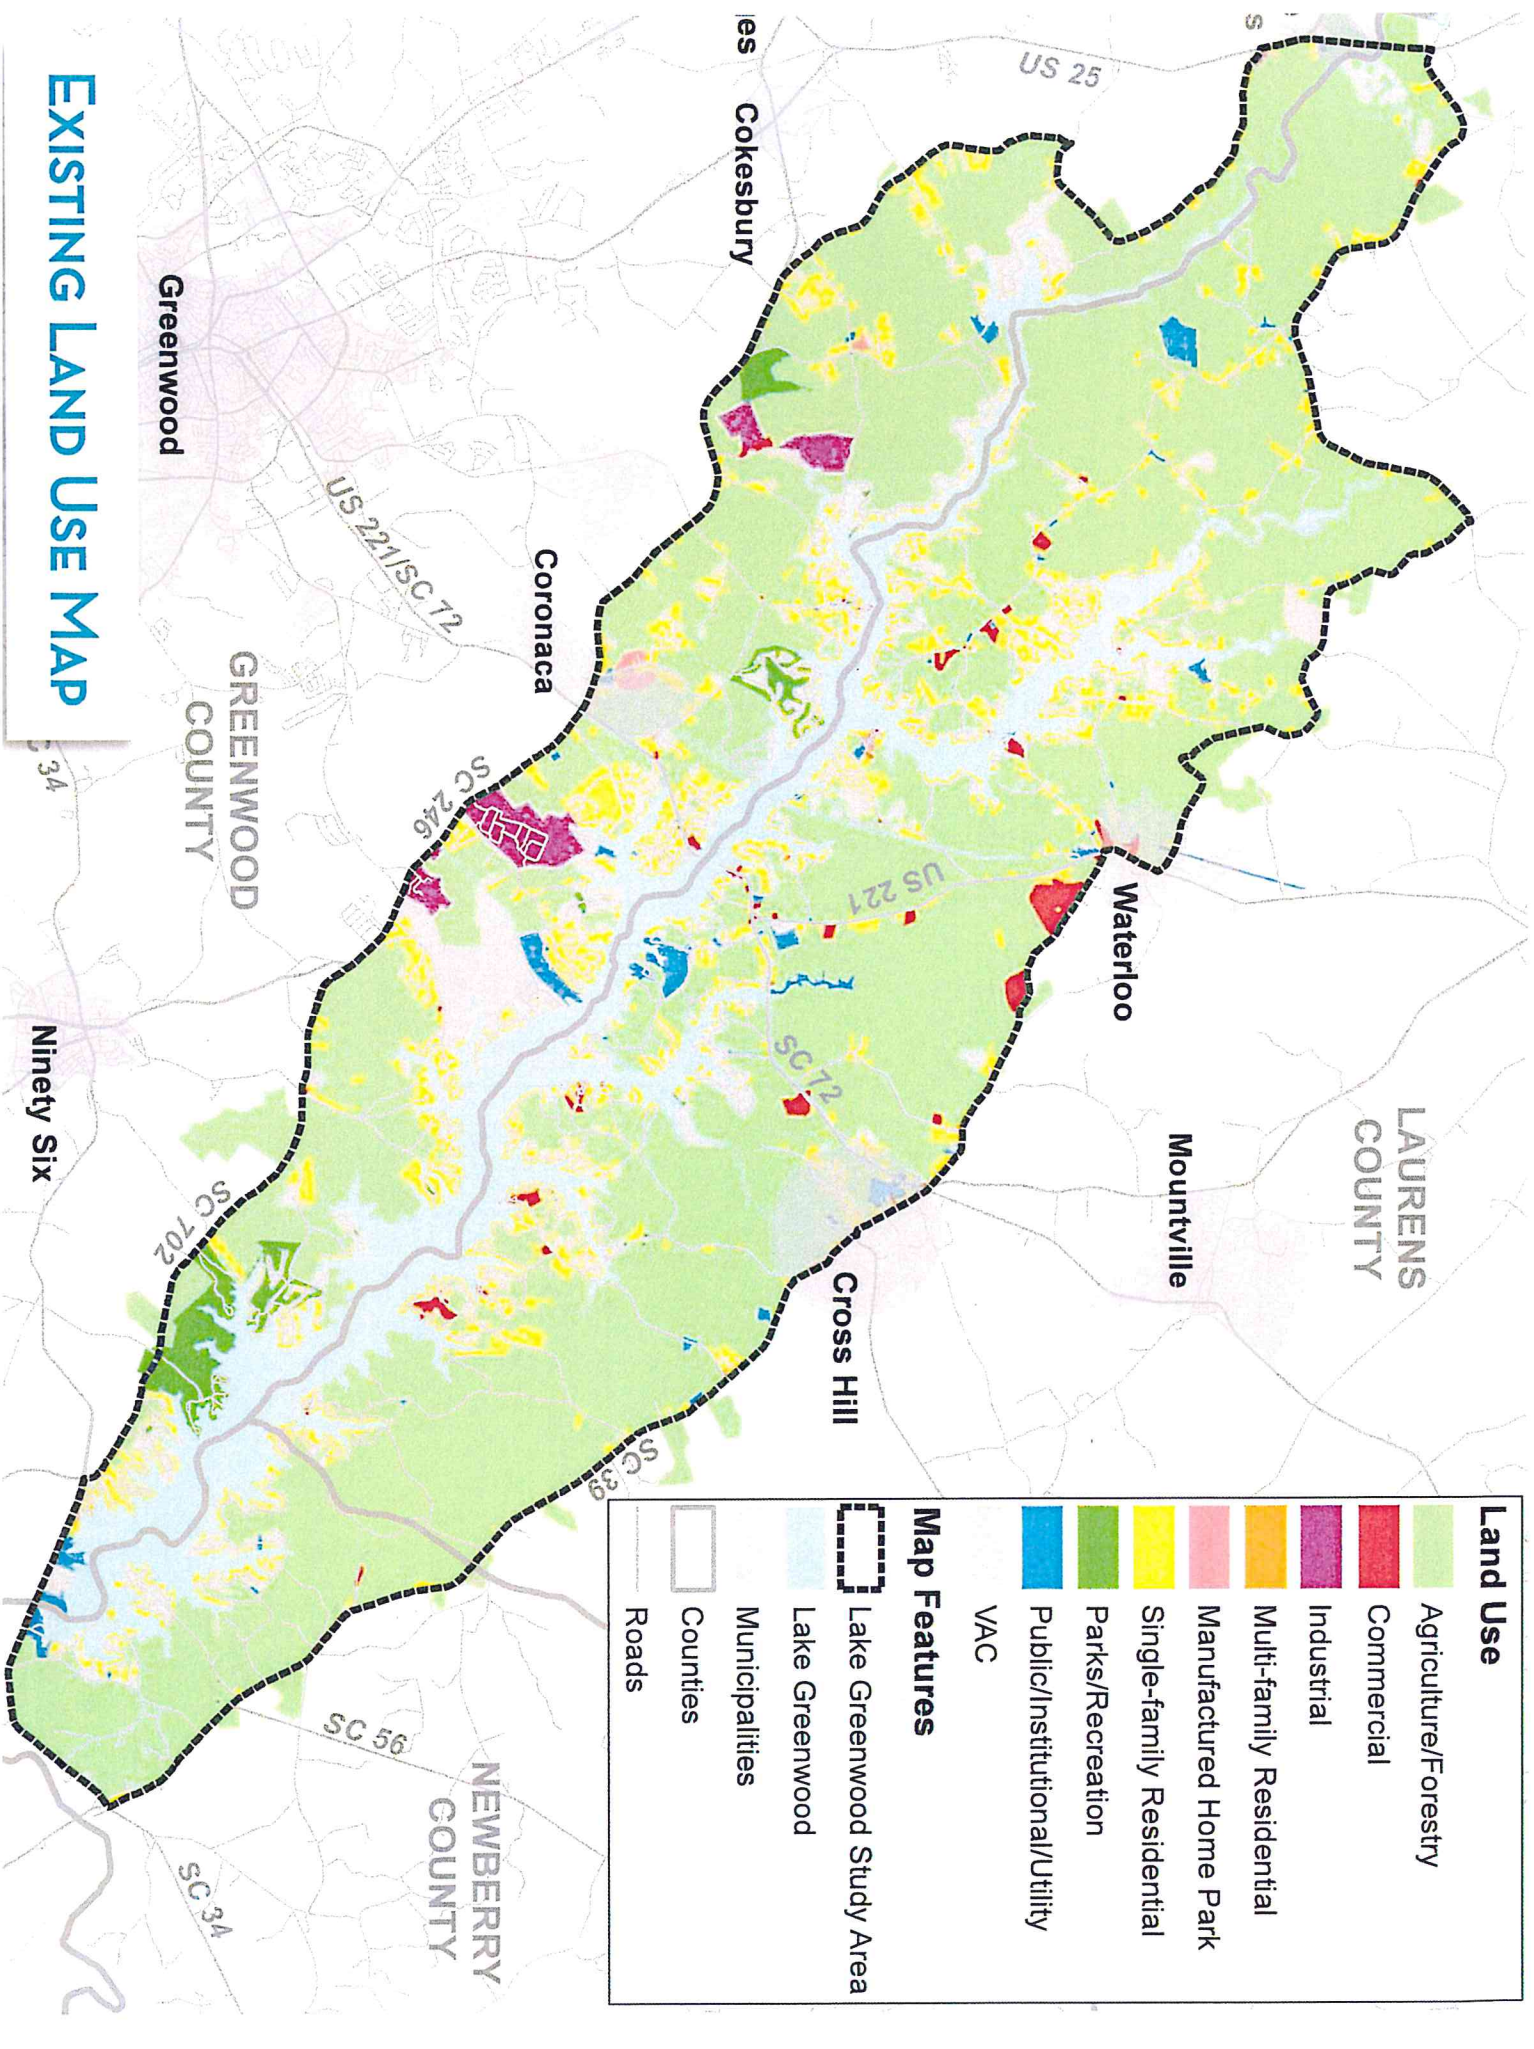 EXISTING LAND USE MAP
Land Use
Agriculture/Forestry
Commercial
Industrial
Multi-family Residential
Manufactured Home Park
Single-family Residential
Parks/Recreation
Public/Institutional/Utility
VAC
Map Features
Lake Greenwood Study Area
Lake Greenwood
Municipalities
Counties
Roads
US 25
es
Cokesbury
s
Greenwood
US 221/SC 72
Coronaca
GREENWOOD
COUNTY
SC 246
C 34
Ninety Six
SC 702
US 221
Waterloo
SC 72
LAURENS
COUNTY
Mountville
Cross Hill
SC 39
SC 56
NEWBERRY
COUNTY
SC 34